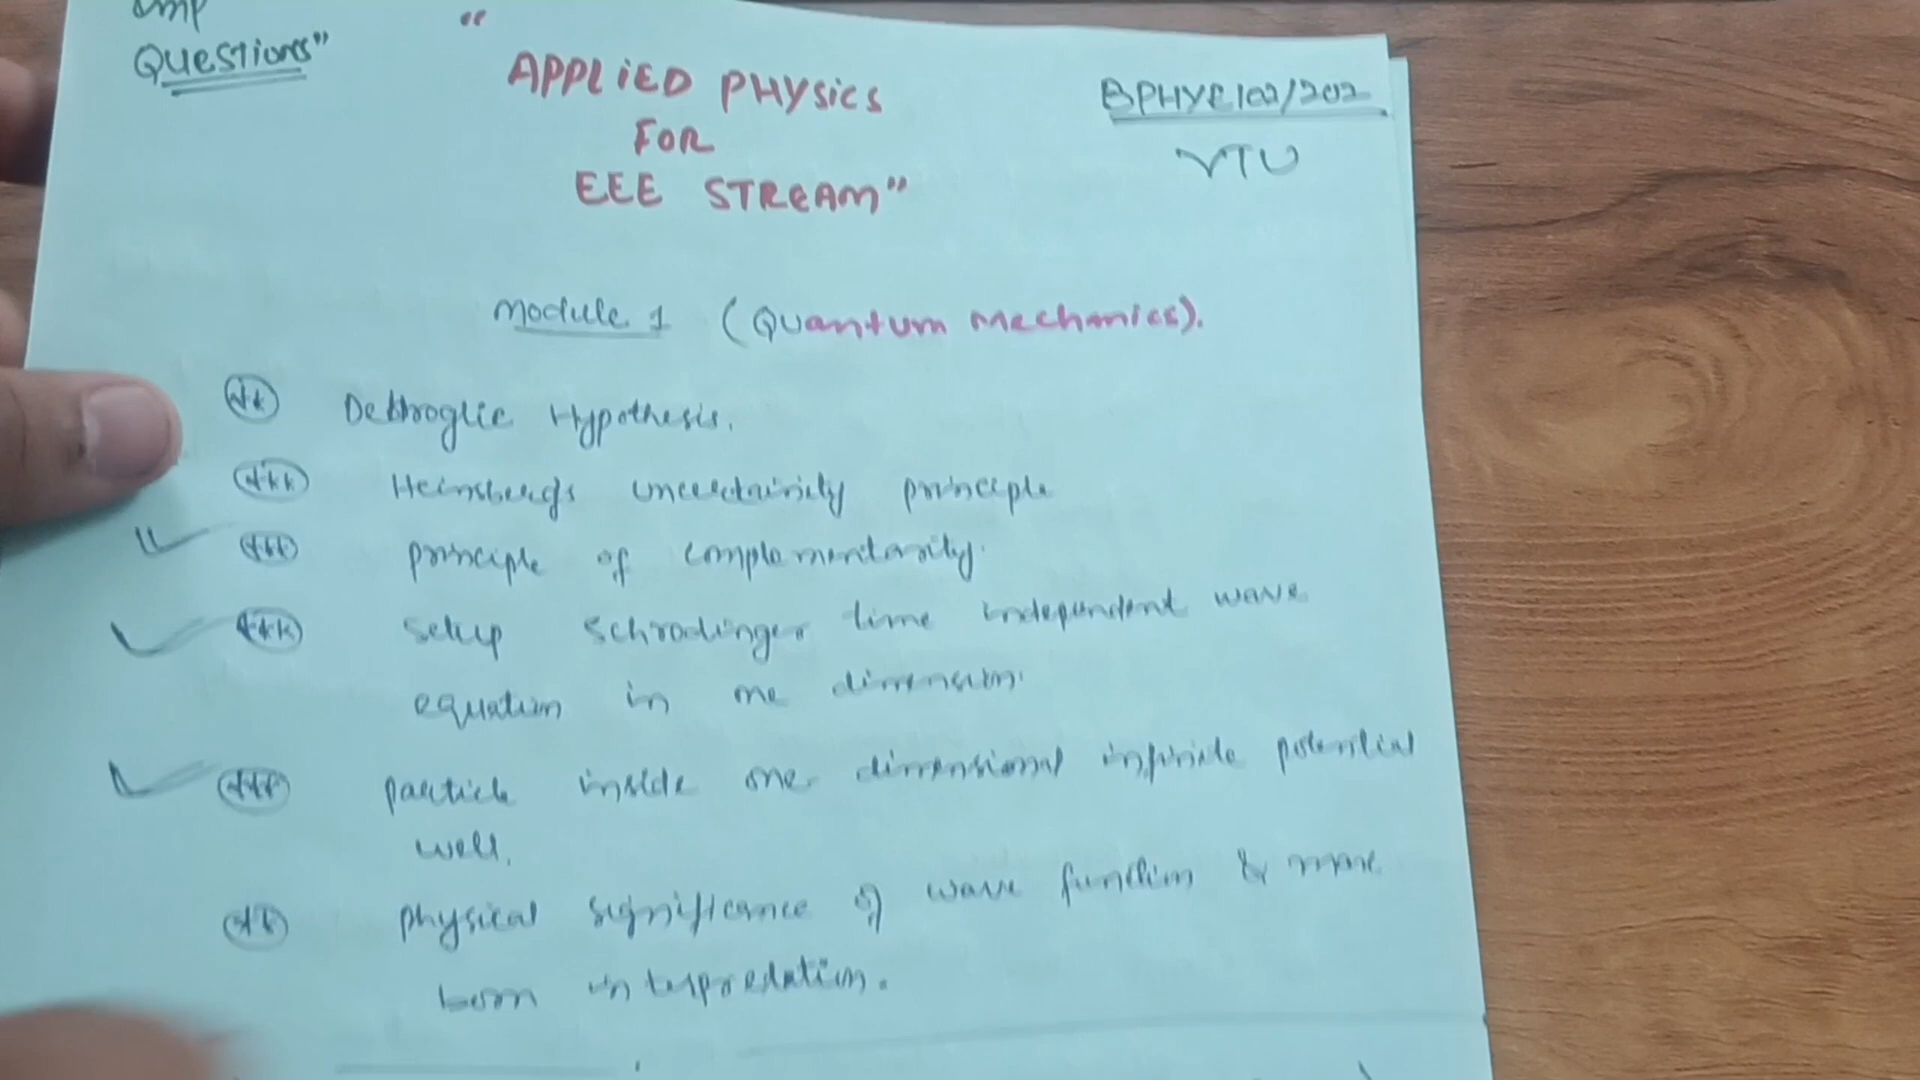 Imp
Questions"
"
APPLiED PHYsics
FOR
EEE STREAM"
BPHYE102/202
VTU
Module 1 (Quantum Mechanics).
** Debroglie Hypothesis.
*** Heinsberg's uncertainity principle
*** principle of complementarity.
*** setup Schrodinger time independent wave
equation in one dimension.
*** particle inside one dimensional infinite potential
well.
** physical significance of wave function &
born interpretation.